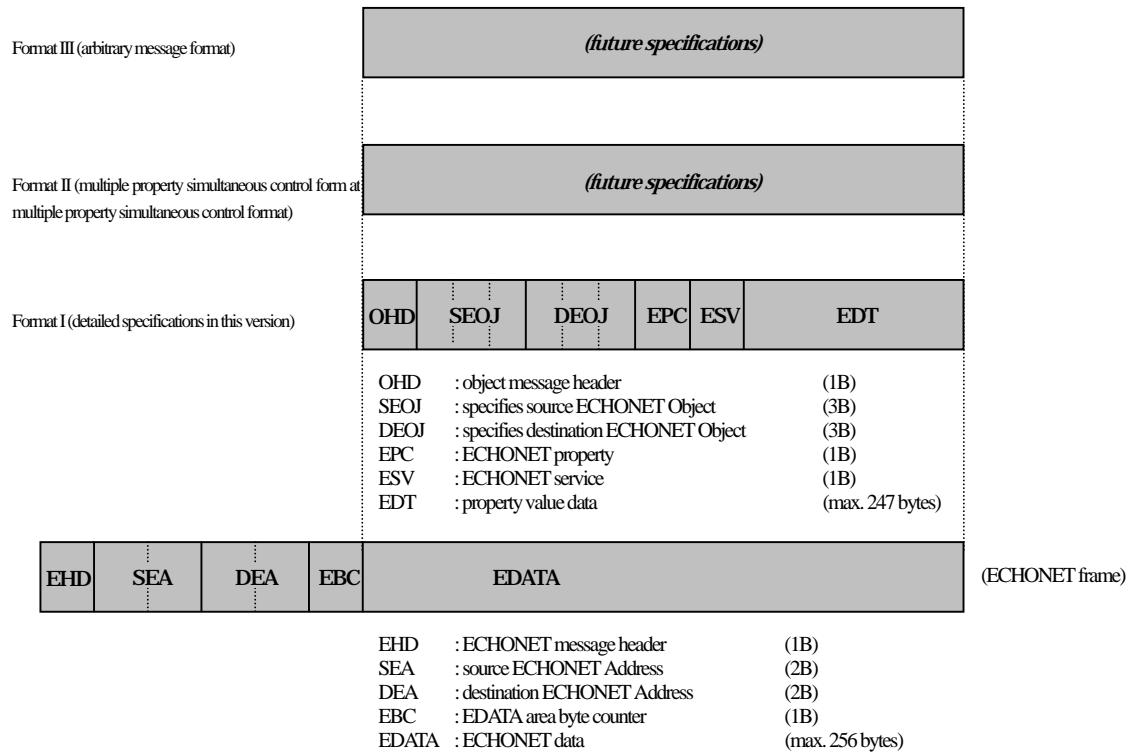 Format III (arbitrary message format)
(future specifications)
Format II (multiple property simultaneous control form at
multiple property simultaneous control format)
(future specifications)
Format I (detailed specifications in this version)
OHD SEOJ DEOJ EPC ESV EDT
OHD : object message header (1B)
SEOJ : specifies source ECHONET Object (3B)
DEOJ : specifies destination ECHONET Object (3B)
EPC : ECHONET property (1B)
ESV : ECHONET service (1B)
EDT : property value data (max. 247 bytes)
EHD SEA DEA EBC EDATA (ECHONET frame)
EHD : ECHONET message header (1B)
SEA : source ECHONET Address (2B)
DEA : destination ECHONET Address (2B)
EBC : EDATA area byte counter (1B)
EDATA : ECHONET data (max. 256 bytes)